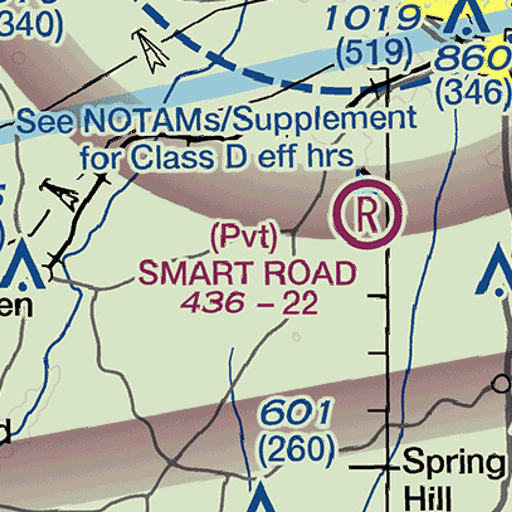 1019
(340)
(519)
860
(346)
See NOTAMs/Supplement
for Class D eff hrs
R
(Pvt)
SMART ROAD
436 – 22
en
601
(260)
d
Spring
Hill